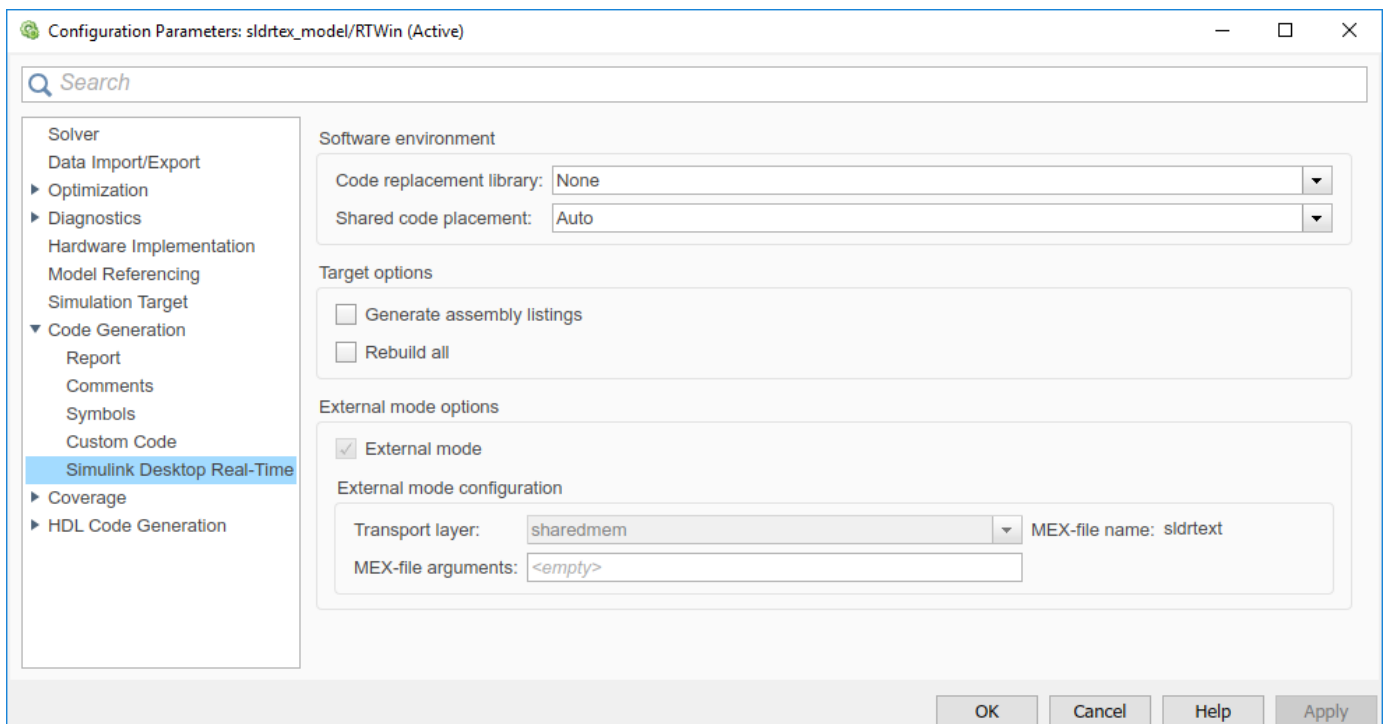 Configuration Parameters: sldrtex_model/RTWin (Active)
Search
Solver
Data Import/Export
Optimization
Diagnostics
Hardware Implementation
Model Referencing
Simulation Target
Code Generation
Report
Comments
Symbols
Custom Code
Simulink Desktop Real-Time
Coverage
HDL Code Generation
Software environment
Code replacement library: None
Shared code placement: Auto
Target options
Generate assembly listings
Rebuild all
External mode options
External mode
External mode configuration
Transport layer: sharedmem MEX-file name: sldrtext
MEX-file arguments: <empty>
OK Cancel Help Apply